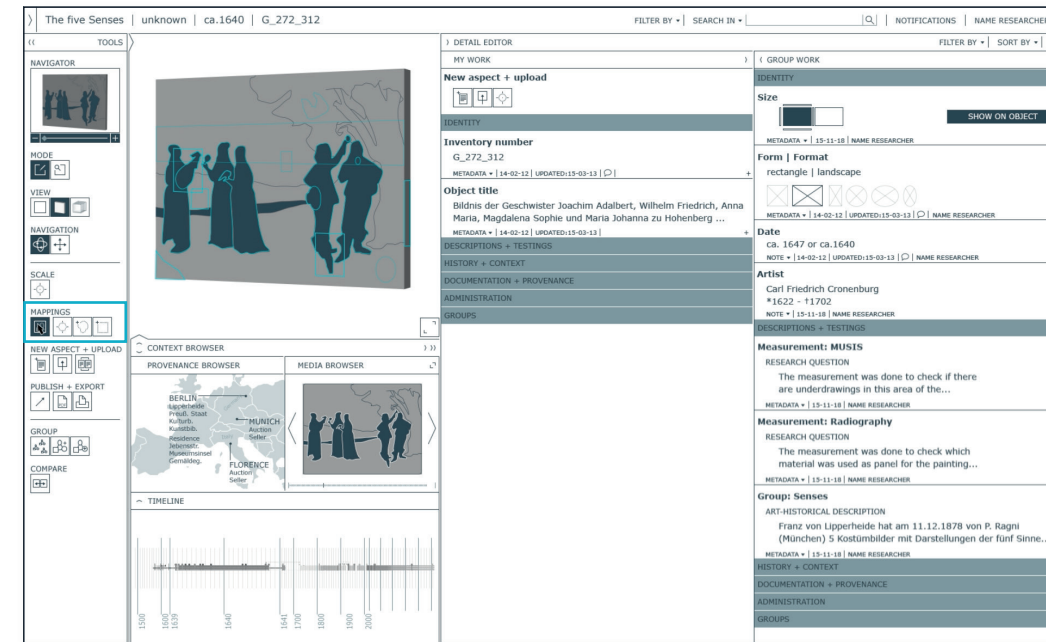 The five Senses | unknown | ca.1640 | G_272_312
FILTER BY ▾ | SEARCH IN ▾ | NOTIFICATIONS | NAME RESEARCHER
TOOLS
NAVIGATOR
MODE
VIEW
NAVIGATION
SCALE
MAPPINGS
NEW ASPECT + UPLOAD
PUBLISH + EXPORT
GROUP
COMPARE
CONTEXT BROWSER
PROVENANCE BROWSER
BERLIN
Lipperheide
Preuß. Staat
Kulturb.
Kunstbib.
Residence
Jebensstr.
Museumsinsel
Gemäldeg.
MUNICH
Auction
Seller
FLORENCE
Auction
Seller
MEDIA BROWSER
TIMELINE
1500
1600
1639
1640
1641
1700
1800
1900
2000
DETAIL EDITOR
MY WORK
New aspect + upload
IDENTITY
Inventory number
G_272_312
METADATA ▾ | 14-02-12 | UPDATED:15-03-13 | | +
Object title
Bildnis der Geschwister Joachim Adalbert, Wilhelm Friedrich, Anna
Maria, Magdalena Sophie und Maria Johanna zu Hohenberg ...
METADATA ▾ | 14-02-12 | UPDATED:15-03-13 | +
DESCRIPTIONS + TESTINGS
HISTORY + CONTEXT
DOCUMENTATION + PROVENANCE
ADMINISTRATION
GROUPS
FILTER BY ▾ | SORT BY ▾ |
GROUP WORK
IDENTITY
Size
SHOW ON OBJECT
METADATA ▾ | 15-11-18 | NAME RESEARCHER
Form | Format
rectangle | landscape
METADATA ▾ | 14-02-12 | UPDATED:15-03-13 | | NAME RESEARCHER
Date
ca. 1647 or ca.1640
NOTE ▾ | 14-02-12 | UPDATED:15-03-13 | | NAME RESEARCHER
Artist
Carl Friedrich Cronenburg
*1622 - †1702
NOTE ▾ | 15-11-18 | NAME RESEARCHER
DESCRIPTIONS + TESTINGS
Measurement: MUSIS
RESEARCH QUESTION
The measurement was done to check if there
are underdrawings in this area of the...
METADATA ▾ | 15-11-18 | NAME RESEARCHER
Measurement: Radiography
RESEARCH QUESTION
The measurement was done to check which
material was used as panel for the painting...
METADATA ▾ | 15-11-18 | NAME RESEARCHER
Group: Senses
ART-HISTORICAL DESCRIPTION
Franz von Lipperheide hat am 11.12.1878 von P. Ragni
(München) 5 Kostümbilder mit Darstellungen der fünf Sinne..
METADATA ▾ | 15-11-18 | NAME RESEARCHER
HISTORY + CONTEXT
DOCUMENTATION + PROVENANCE
ADMINISTRATION
GROUPS